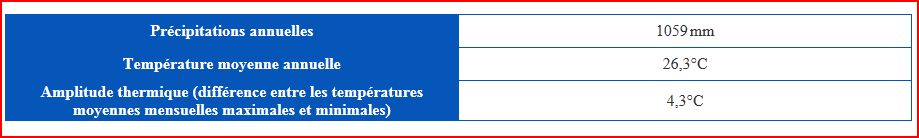 Précipitations annuelles
1059 mm
Température moyenne annuelle
26,3°C
Amplitude thermique (différence entre les températures
moyennes mensuelles maximales et minimales)
4,3°C